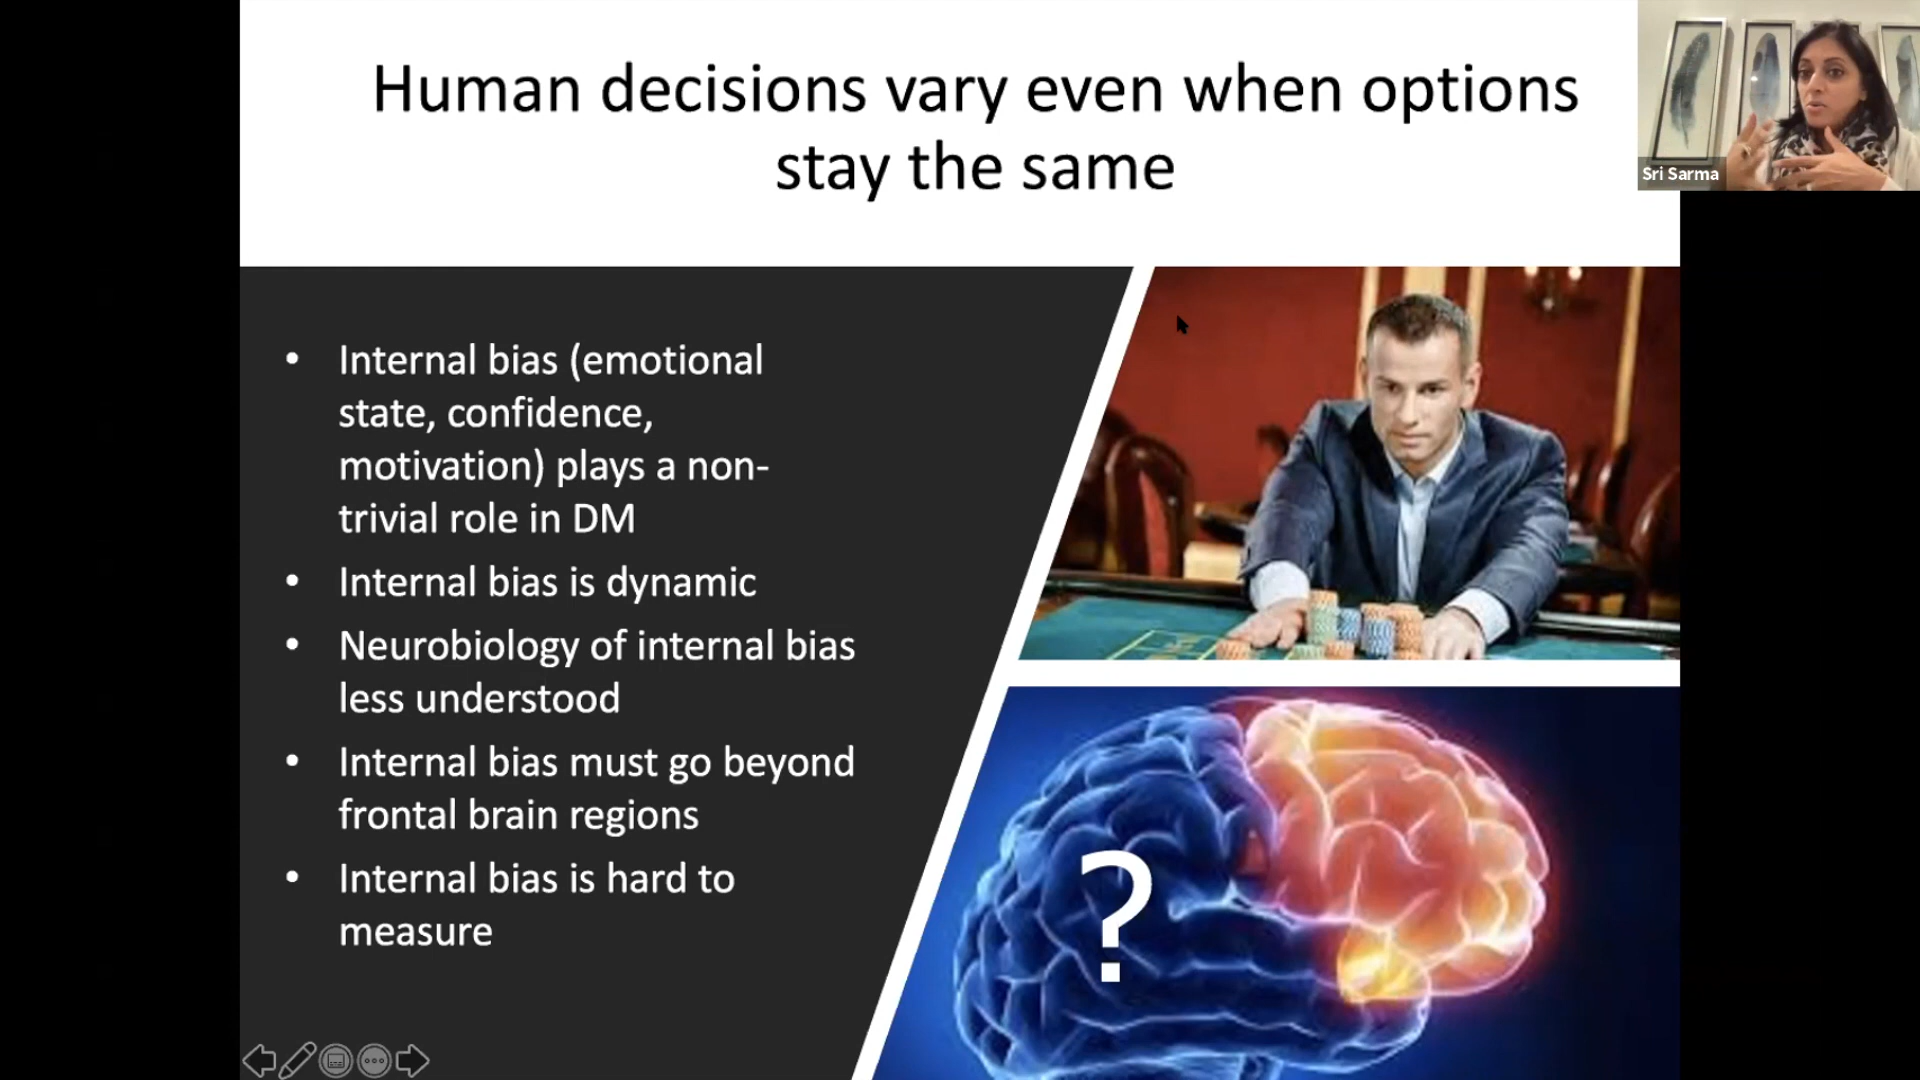 Human decisions vary even when options
stay the same
Sri Sarma
• Internal bias (emotional
state, confidence,
motivation) plays a non-
trivial role in DM
• Internal bias is dynamic
• Neurobiology of internal bias
less understood
• Internal bias must go beyond
frontal brain regions
• Internal bias is hard to
measure
?